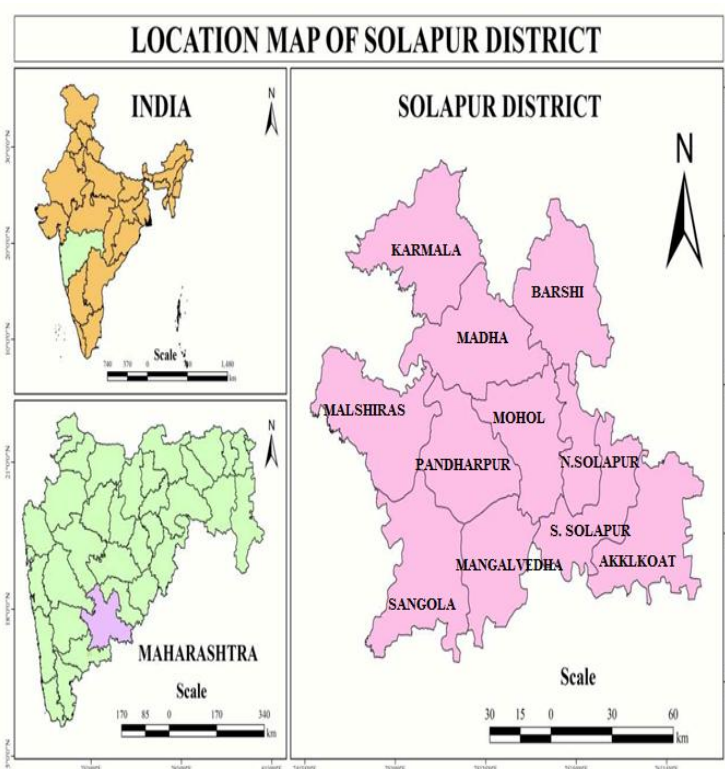 LOCATION MAP OF SOLAPUR DISTRICT
INDIA
N
Scale
km
MAHARASHTRA
N
Scale
170 85 0 170 340
km
SOLAPUR DISTRICT
N
KARMALA
BARSHI
MADHA
MALSHIRAS
MOHOL
PANDHARPUR
N.SOLAPUR
S. SOLAPUR
MANGALVEDHA
AKKLKOAT
SANGOLA
Scale
30 15 0 30 60
km